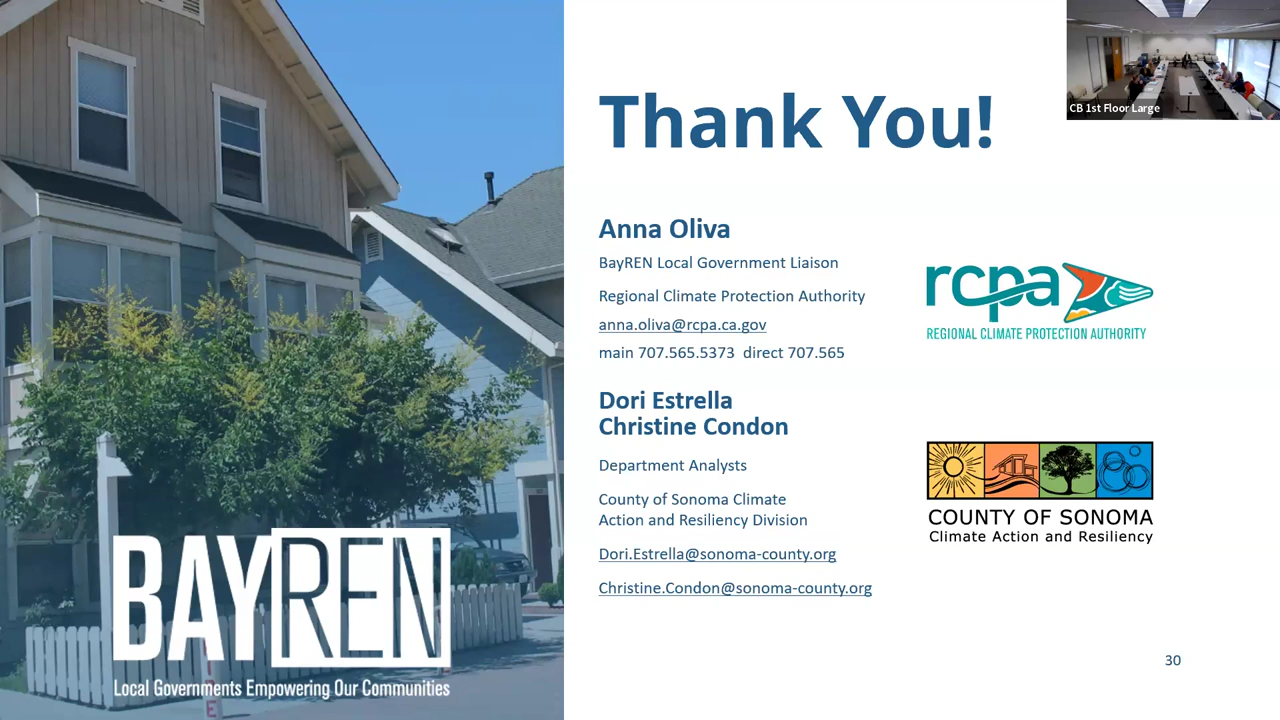 CB 1st Floor Large
Thank You!
Anna Oliva
BayREN Local Government Liaison
Regional Climate Protection Authority
anna.oliva@rcpa.ca.gov
main 707.565.5373 direct 707.565
rcpa
REGIONAL CLIMATE PROTECTION AUTHORITY
Dori Estrella
Christine Condon
Department Analysts
County of Sonoma Climate
Action and Resiliency Division
Dori.Estrella@sonoma-county.org
Christine.Condon@sonoma-county.org
COUNTY OF SONOMA
Climate Action and Resiliency
BAYREN
Local Governments Empowering Our Communities
30